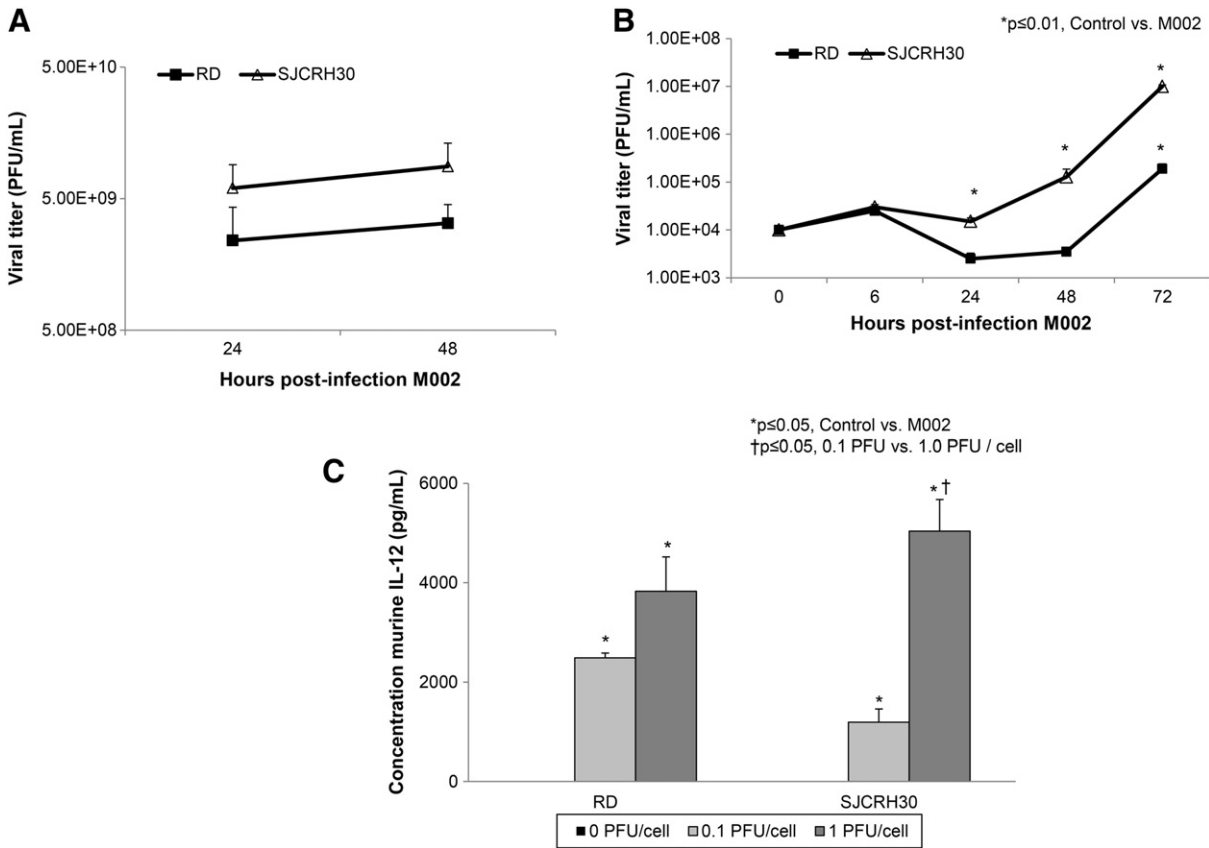 A
5.00E+10
RD SJCRH30
5.00E+09
5.00E+08
Viral titer (PFU/mL)
24 48
Hours post-infection M002
B
*p≤0.01, Control vs. M002
1.00E+08
RD SJCRH30
1.00E+07
1.00E+06
1.00E+05
1.00E+04
1.00E+03
Viral titer (PFU/mL)
* * * *
0 6 24 48 72
Hours post-infection M002
*p≤0.05, Control vs. M002
†p≤0.05, 0.1 PFU vs. 1.0 PFU / cell
C
6000
4000
2000
0
Concentration murine IL-12 (pg/mL)
* * * *†
RD SJCRH30
0 PFU/cell 0.1 PFU/cell 1 PFU/cell